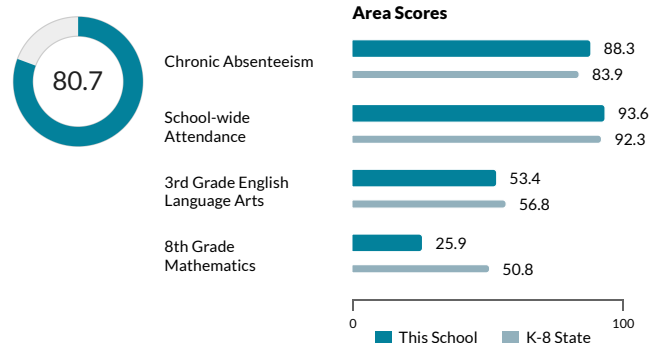 Area Scores
80.7
Chronic Absenteeism
88.3
83.9
School-wide
Attendance
93.6
92.3
3rd Grade English
Language Arts
53.4
56.8
8th Grade
Mathematics
25.9
50.8
0
100
This School
K-8 State